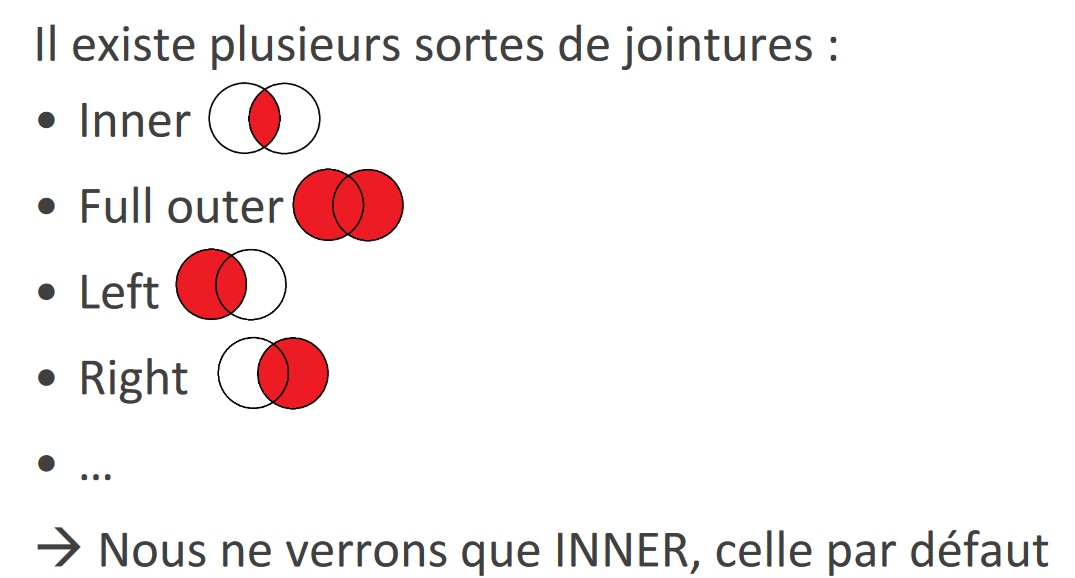 Il existe plusieurs sortes de jointures :
• Inner
• Full outer
• Left
• Right
• ...
→ Nous ne verrons que INNER, celle par défaut